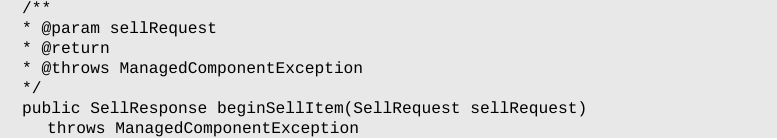 /**
* @param sellRequest
* @return
* @throws ManagedComponentException
*/
public SellResponse beginSellItem(SellRequest sellRequest)
throws ManagedComponentException